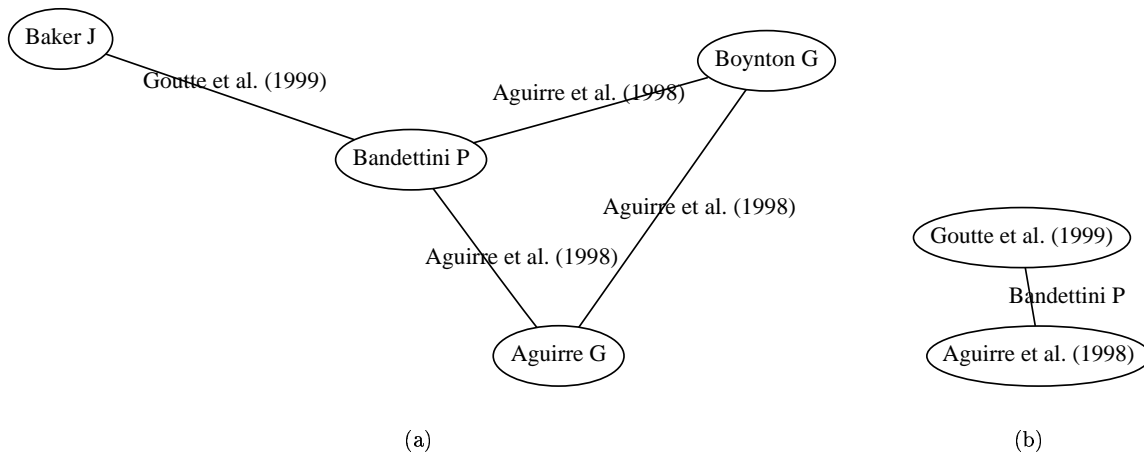 Baker J
Boynton G
Goutte et al. (1999)
Aguirre et al. (1998)
Bandettini P
Aguirre et al. (1998)
Goutte et al. (1999)
Aguirre et al. (1998)
Bandettini P
Aguirre G
Aguirre et al. (1998)
(a)
(b)